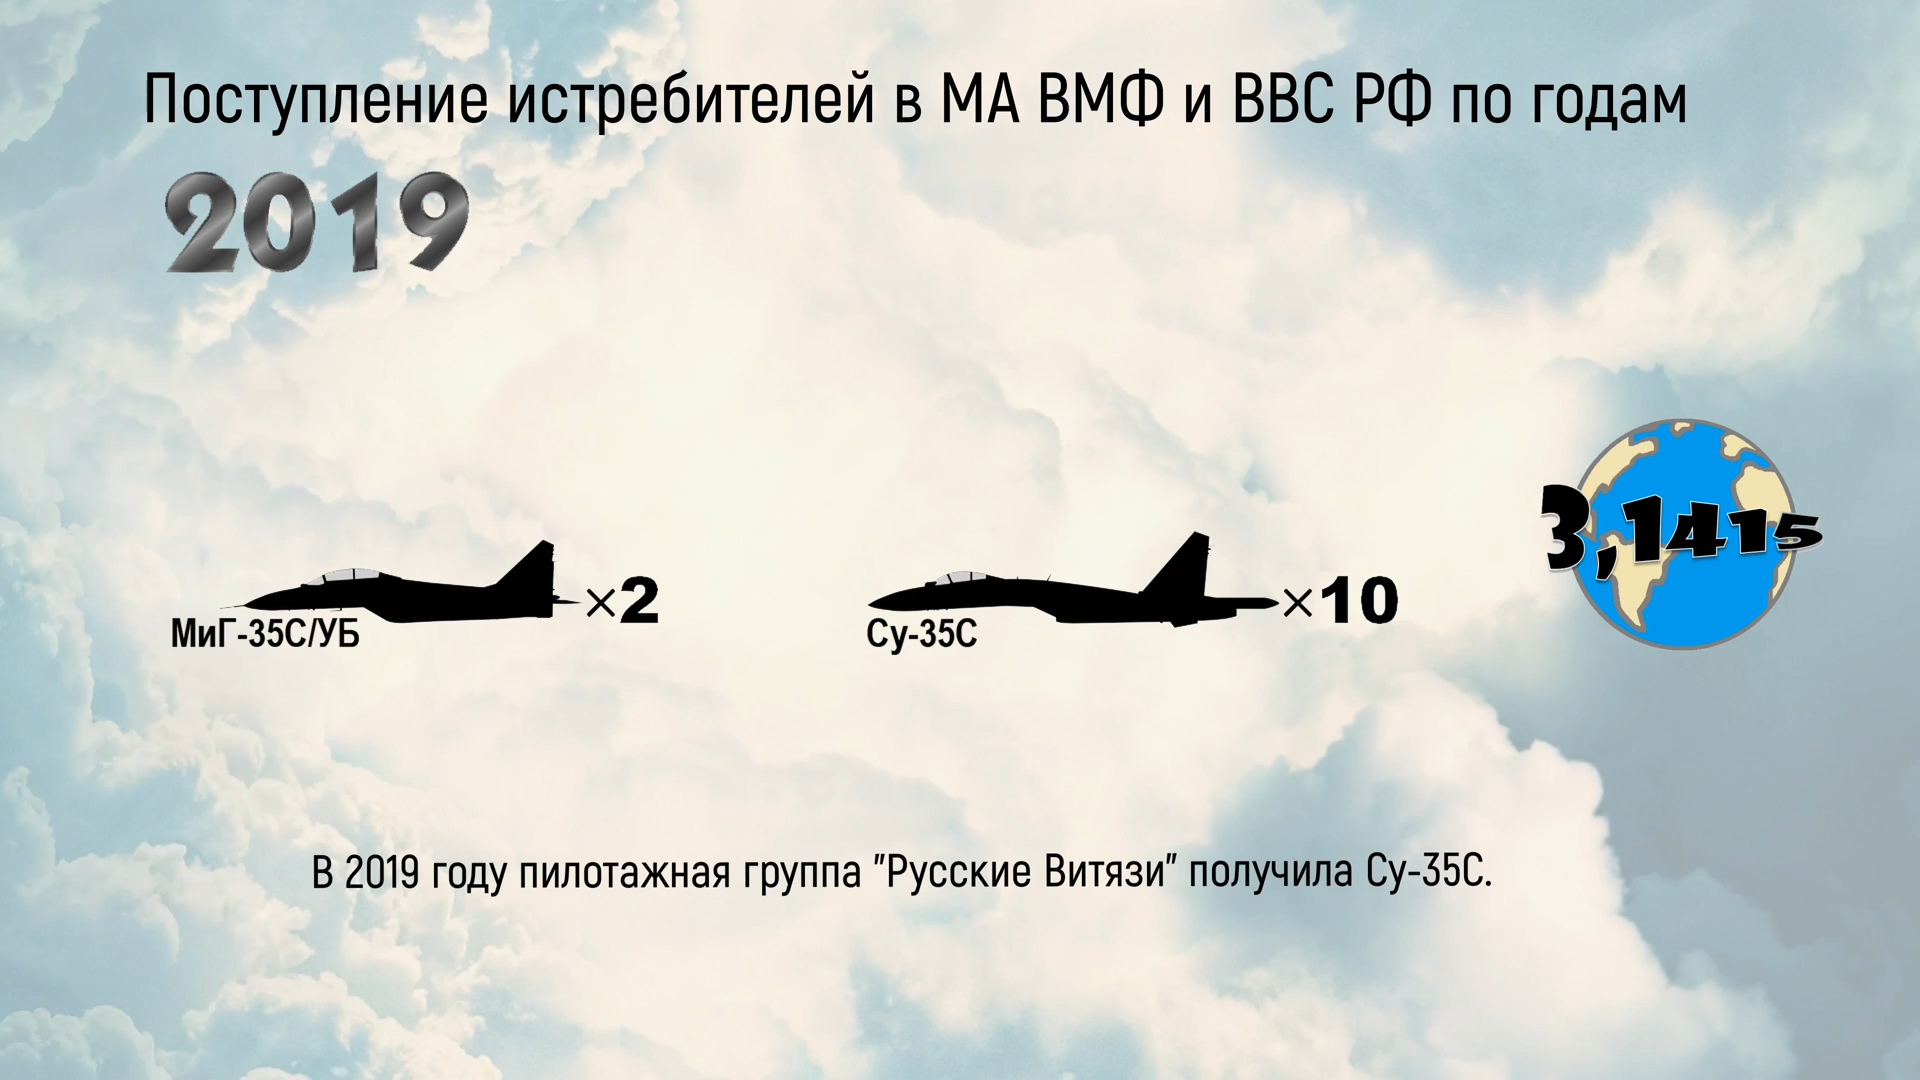 Поступление истребителей в МА ВМФ и ВВС РФ по годам
2019
МиГ-35С/УБ
×2
Су-35С
×10
3,1415
В 2019 году пилотажная группа "Русские Витязи" получила Су-35С.